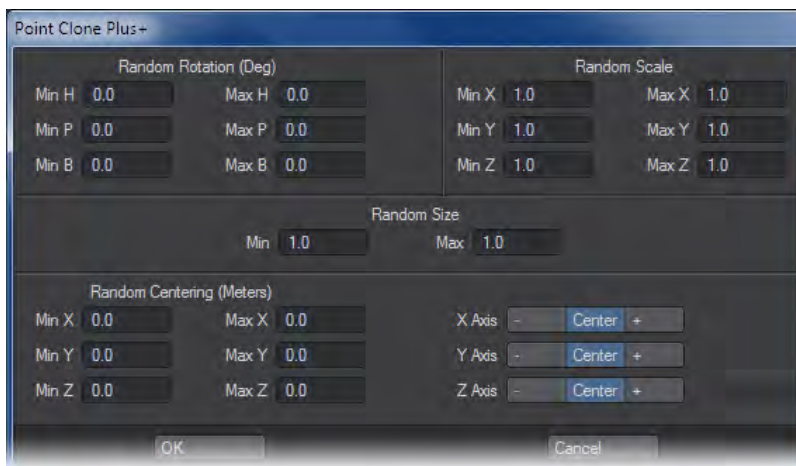 Point Clone Plus+
Random Rotation (Deg)
Min H 0.0 Max H 0.0
Min P 0.0 Max P 0.0
Min B 0.0 Max B 0.0
Random Scale
Min X 1.0 Max X 1.0
Min Y 1.0 Max Y 1.0
Min Z 1.0 Max Z 1.0
Random Size
Min 1.0 Max 1.0
Random Centering (Meters)
Min X 0.0 Max X 0.0
Min Y 0.0 Max Y 0.0
Min Z 0.0 Max Z 0.0
X Axis - Center +
Y Axis - Center +
Z Axis - Center +
OK Cancel